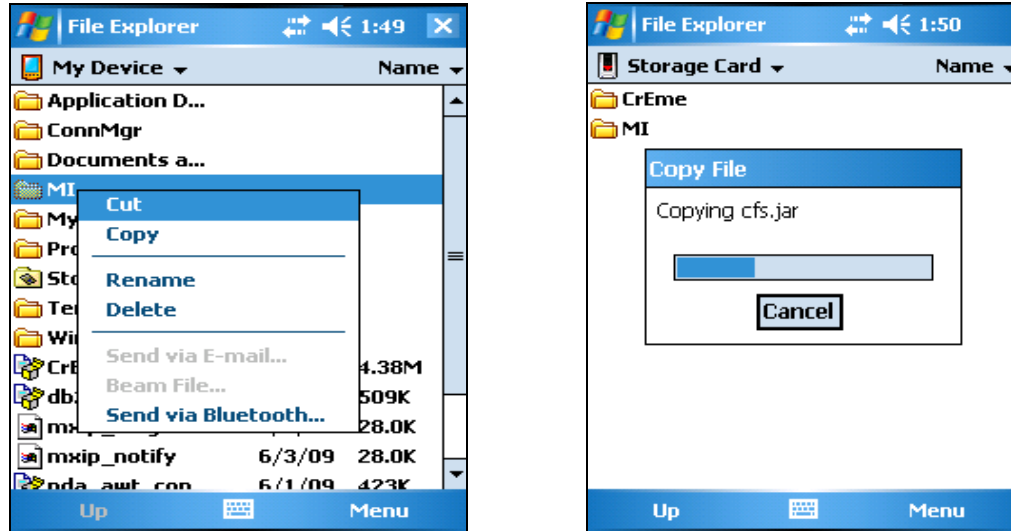 File Explorer 1:49
My Device Name
Application D...
ConnMgr
Documents a...
MI
My
Cut
Copy
Rename
Delete
Send via E-mail...
Beam File...
Send via Bluetooth...
4.38M
509K
28.0K
mxip_notify 6/3/09 28.0K
6/1/09 423K
Up Menu
File Explorer 1:50
Storage Card Name
CrEme
MI
Copy File
Copying cfs.jar
Cancel
Up Menu